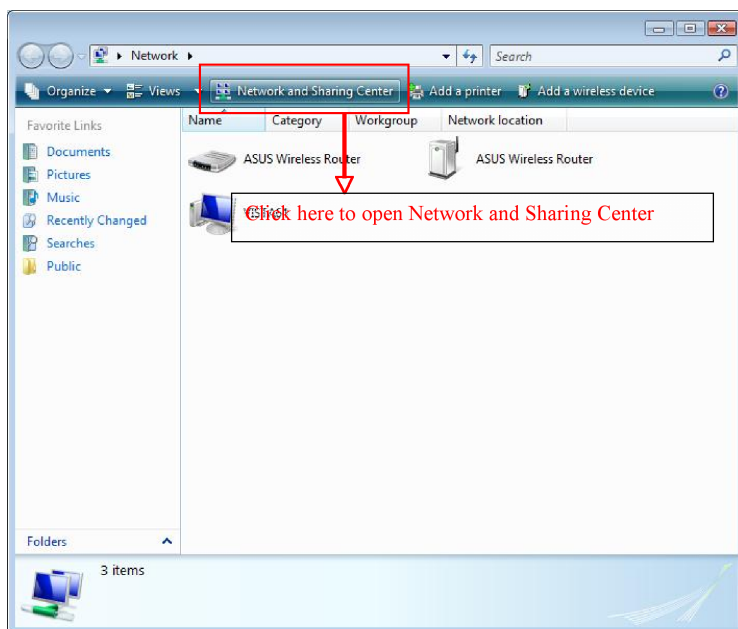 Network
Search
Organize Views Network and Sharing Center Add a printer Add a wireless device
Favorite Links
Name Category Workgroup Network location
Documents
Pictures
Music
Recently Changed
Searches
Public
ASUS Wireless Router ASUS Wireless Router
Click here to open Network and Sharing Center
Folders
3 items